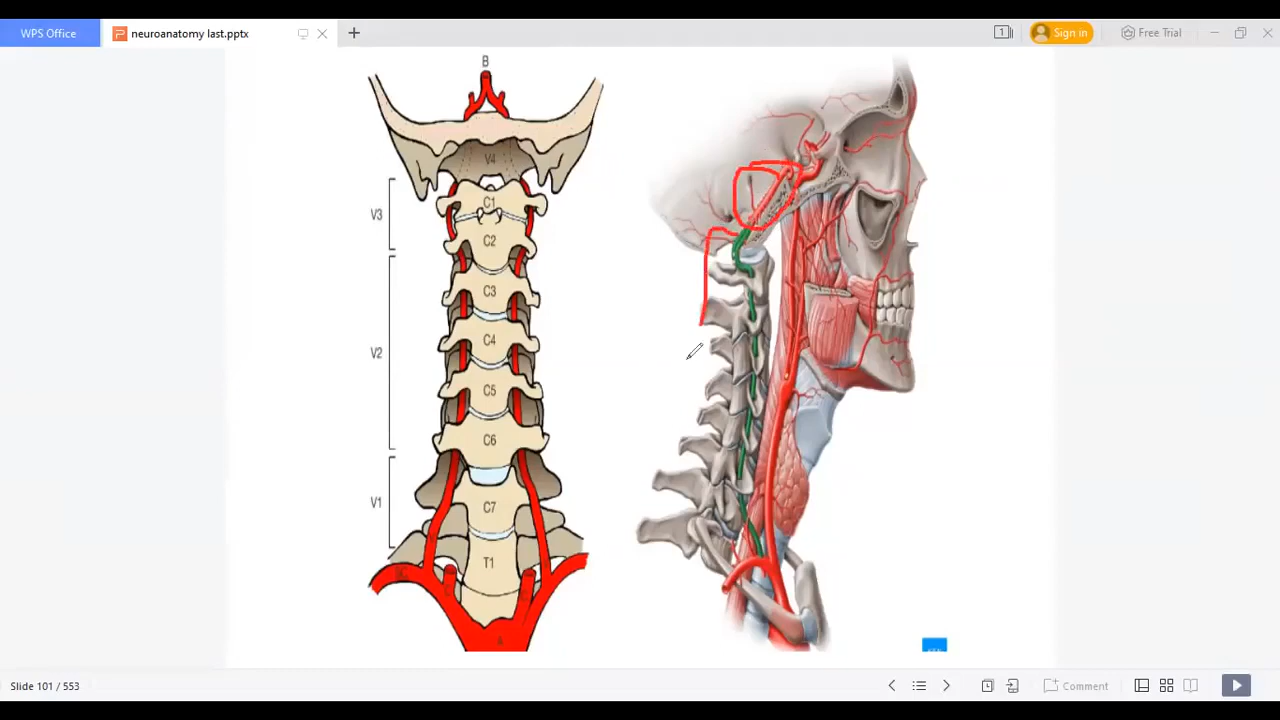 WPS Office
neuroanatomy last.pptx
1
Sign in
Free Trial
B
V4
V3
C1
C2
C3
V2
C4
C5
C6
V1
C7
T1
A
Slide 101 / 553
Comment